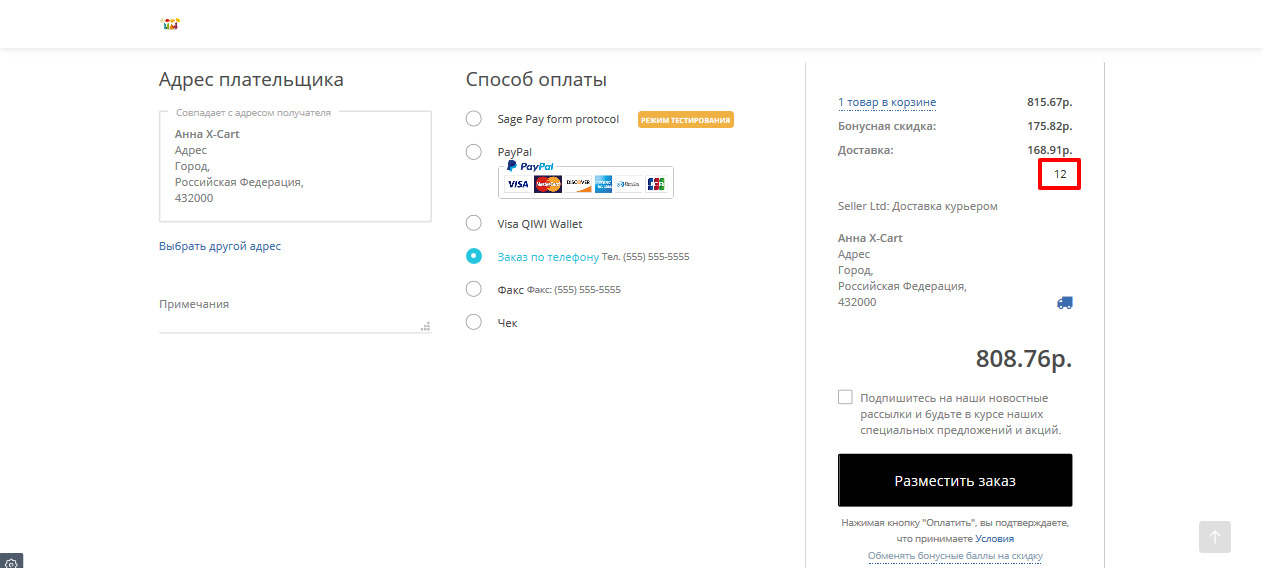 Адрес плательщика
Совпадает с адресом получателя
Анна X-Cart
Адрес
Город,
Российская Федерация,
432000
Выбрать другой адрес
Примечания
Способ оплаты
Sage Pay form protocol РЕЖИМ ТЕСТИРОВАНИЯ
PayPal
PayPal
VISA MasterCard DISCOVER JCB
Visa QIWI Wallet
Заказ по телефону Тел. (555) 555-5555
Факс Факс: (555) 555-5555
Чек
1 товар в корзине 815.67р.
Бонусная скидка: 175.82р.
Доставка: 168.91р.
12
Seller Ltd: Доставка курьером
Анна X-Cart
Адрес
Город,
Российская Федерация,
432000
808.76р.
Подпишитесь на наши новостные
рассылки и будьте в курсе наших
специальных предложений и акций.
Разместить заказ
Нажимая кнопку "Оплатить", вы подтверждаете,
что принимаете Условия
Обменять бонусные баллы на скидку